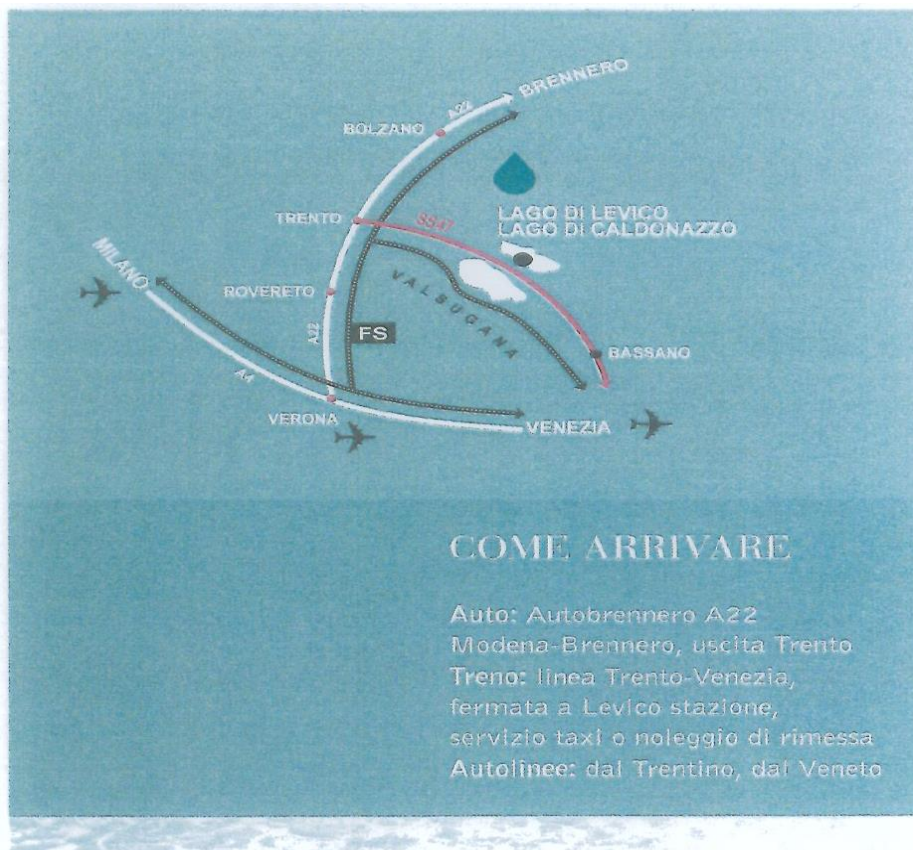 BRENNERO
A22
BOLZANO
LAGO DI LEVICO
LAGO DI CALDONAZZO
TRENTO
SS47
MILANO
ROVERETO
VALSUGANA
A22
FS
BASSANO
A4
VERONA
VENEZIA
COME ARRIVARE
Auto: Autobrennero A22
Modena-Brennero, uscita Trento
Treno: linea Trento-Venezia,
fermata a Levico stazione,
servizio taxi o noleggio di rimessa
Autolinee: dal Trentino, dal Veneto